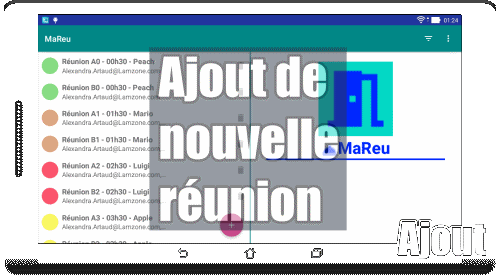 01:24
MaReu
Réunion A0 - 00h30 - Peach
Alexandra.Artaud@Lamzone.com,...
Réunion B0 - 00h30 - Peach
Alexandra.Artaud@Lamzone.com,...
Réunion A1 - 01h30 - Mario
Alexandra.Artaud@Lamzone.com,...
Réunion B1 - 01h30 - Mario
Alexandra.Artaud@Lamzone.com,...
Réunion A2 - 02h30 - Luigi
Alexandra.Artaud@Lamzone.com,...
Réunion B2 - 02h30 - Luigi
Alexandra.Artaud@Lamzone.com,...
Réunion A3 - 03h30 - Apple
Alexandra.Artaud@Lamzone.com,...
Ajout de
nouvelle
réunion
MaReu
Ajout